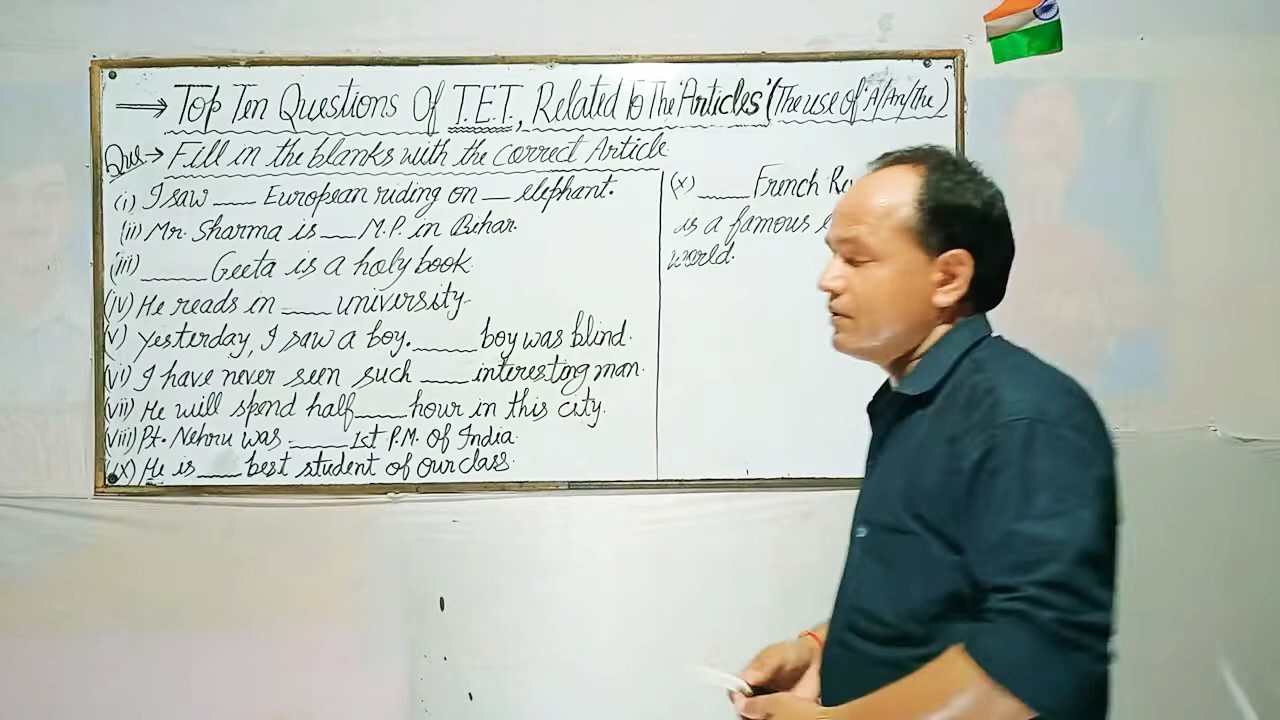 → Top Ten Questions Of T.E.T., Related To The 'Articles' (The use of 'A/An/The)
Ques→ Fill in the blanks with the correct Article
(i) I saw ___ European riding on ___ elephant.
(ii) Mr. Sharma is ___ M.P. in Bihar.
(iii) ___ Geeta is a holy book.
(iv) He reads in ___ university.
(v) Yesterday, I saw a boy. ___ boy was blind.
(vi) I have never seen such ___ interesting man.
(vii) He will spend half ___ hour in this city.
(viii) Pt. Nehru was ___ 1st P.M. of India.
(ix) He is ___ best student of our class.
(x) ___ French
is a famous
world.